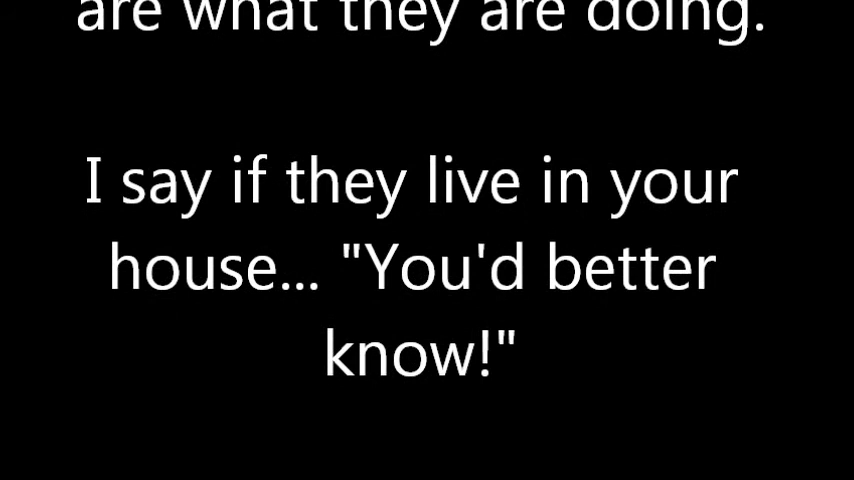 are what they are doing.
I say if they live in your
house... "You'd better
know!"